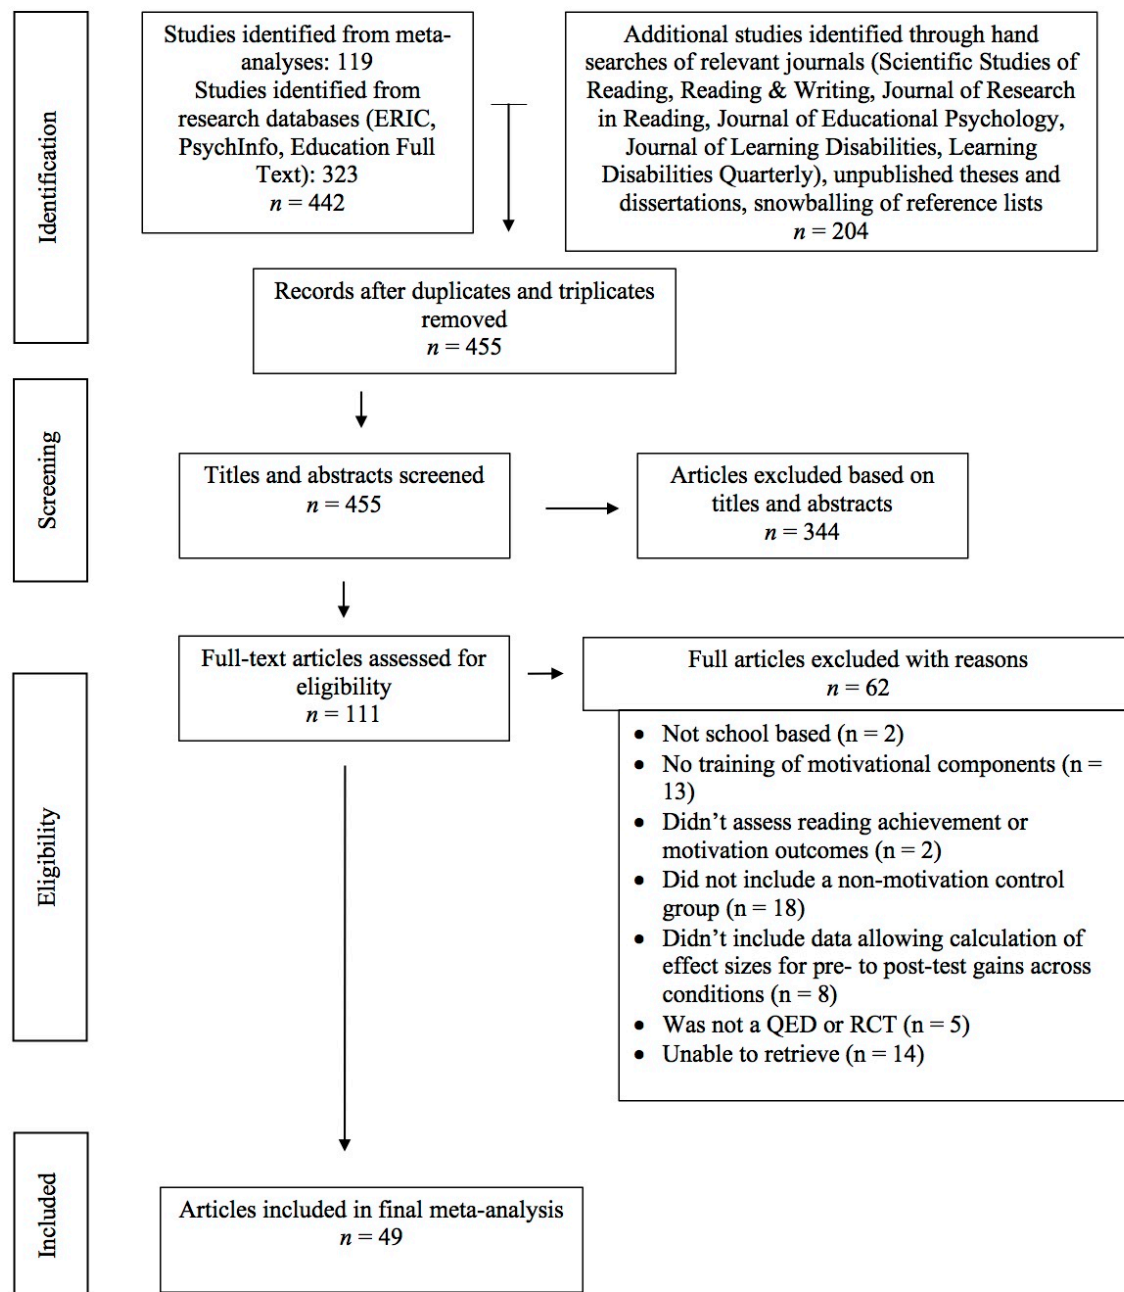 Identification
Studies identified from meta-
analyses: 119
Studies identified from
research databases (ERIC,
PsychInfo, Education Full
Text): 323
n = 442
Additional studies identified through hand
searches of relevant journals (Scientific Studies of
Reading, Reading & Writing, Journal of Research
in Reading, Journal of Educational Psychology,
Journal of Learning Disabilities, Learning
Disabilities Quarterly), unpublished theses and
dissertations, snowballing of reference lists
n = 204
Records after duplicates and triplicates
removed
n = 455
Screening
Titles and abstracts screened
n = 455
Articles excluded based on
titles and abstracts
n = 344
Eligibility
Full-text articles assessed for
eligibility
n = 111
Full articles excluded with reasons
n = 62
• Not school based (n = 2)
• No training of motivational components (n =
13)
• Didn’t assess reading achievement or
motivation outcomes (n = 2)
• Did not include a non-motivation control
group (n = 18)
• Didn’t include data allowing calculation of
effect sizes for pre- to post-test gains across
conditions (n = 8)
• Was not a QED or RCT (n = 5)
• Unable to retrieve (n = 14)
Included
Articles included in final meta-analysis
n = 49